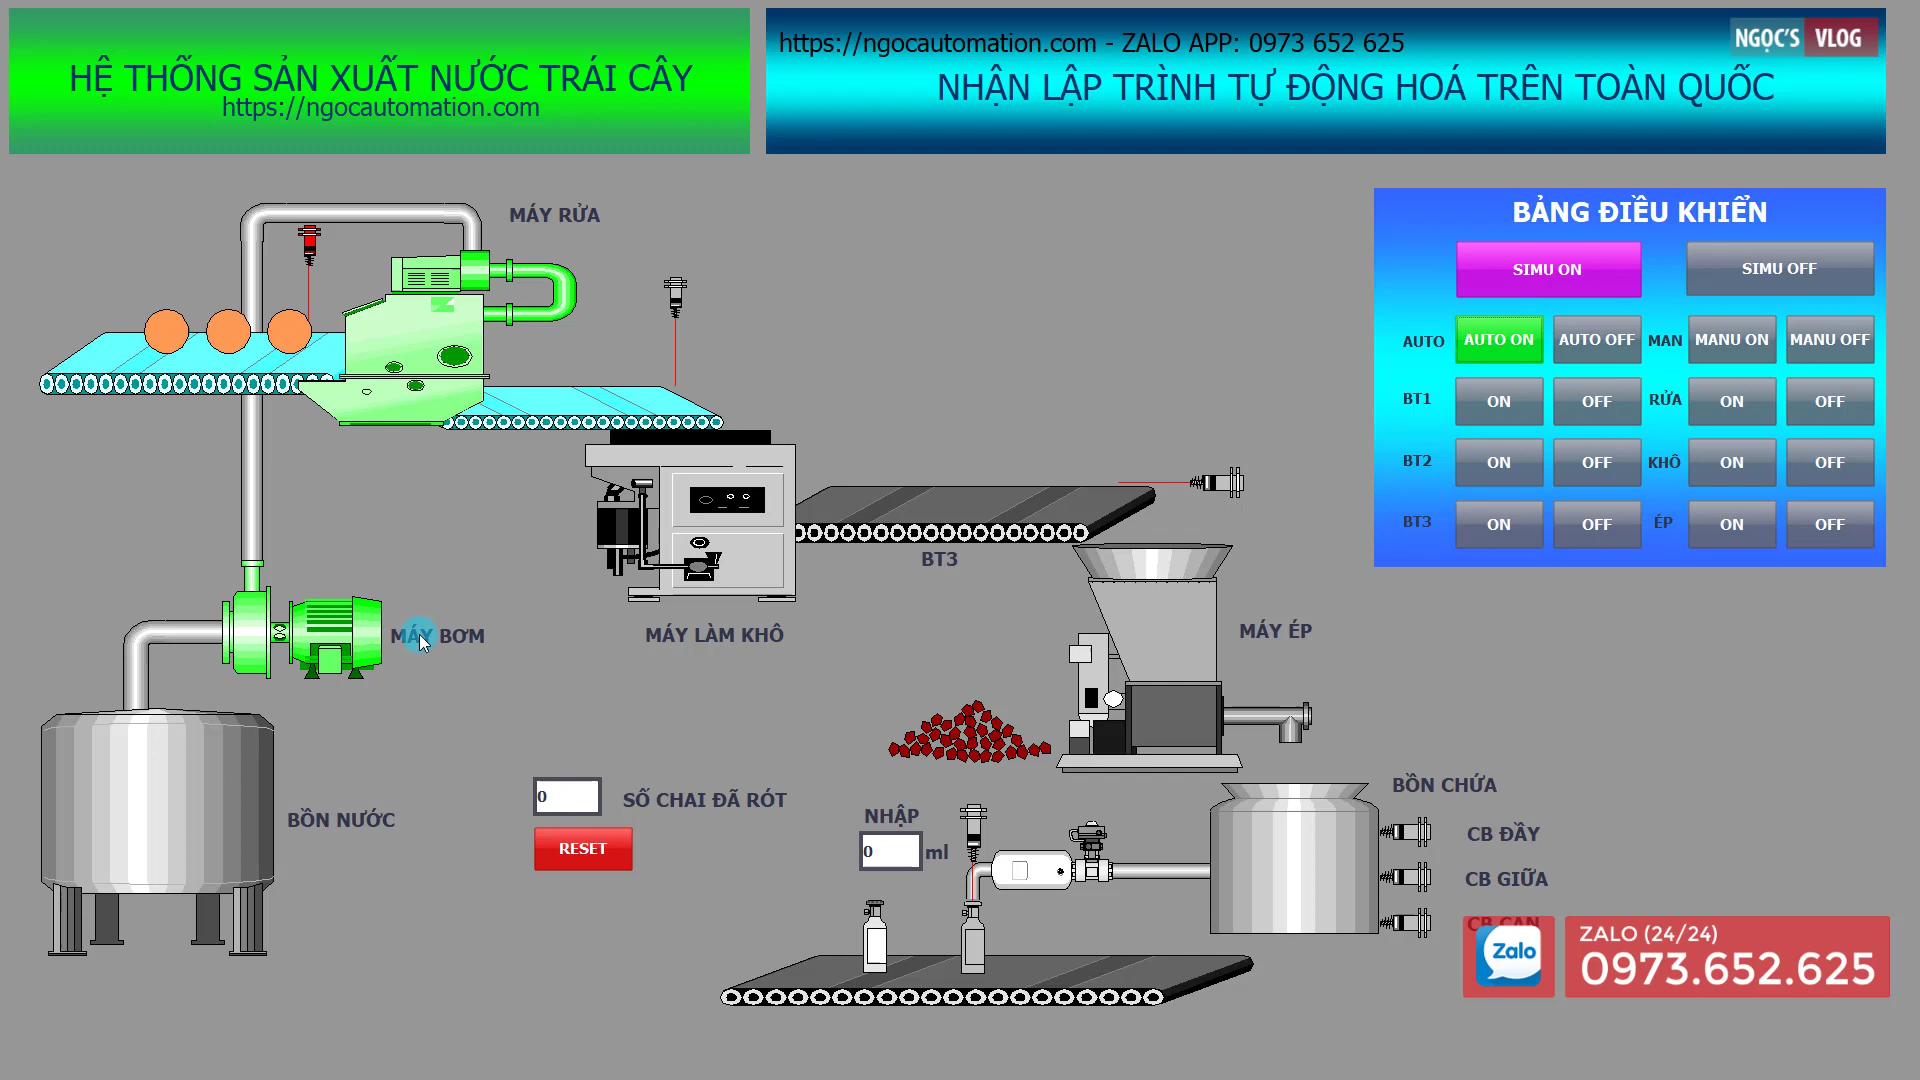 HỆ THỐNG SẢN XUẤT NƯỚC TRÁI CÂY
https://ngocautomation.com
https://ngocautomation.com - ZALO APP: 0973 652 625
NGỌC'S VLOG
NHẬN LẬP TRÌNH TỰ ĐỘNG HOÁ TRÊN TOÀN QUỐC
MÁY RỬA
BẢNG ĐIỀU KHIỂN
SIMU ON
SIMU OFF
AUTO
AUTO ON
AUTO OFF
MAN
MANU ON
MANU OFF
BT1
ON
OFF
RỬA
ON
OFF
BT2
ON
OFF
KHÔ
ON
OFF
BT3
ON
OFF
ÉP
ON
OFF
BT3
MÁY BƠM
MÁY LÀM KHÔ
MÁY ÉP
BỒN NƯỚC
0
SỐ CHAI ĐÃ RÓT
RESET
NHẬP
0
ml
BỒN CHỨA
CB ĐẦY
CB GIỮA
CB CẠN
Zalo
ZALO (24/24)
0973.652.625